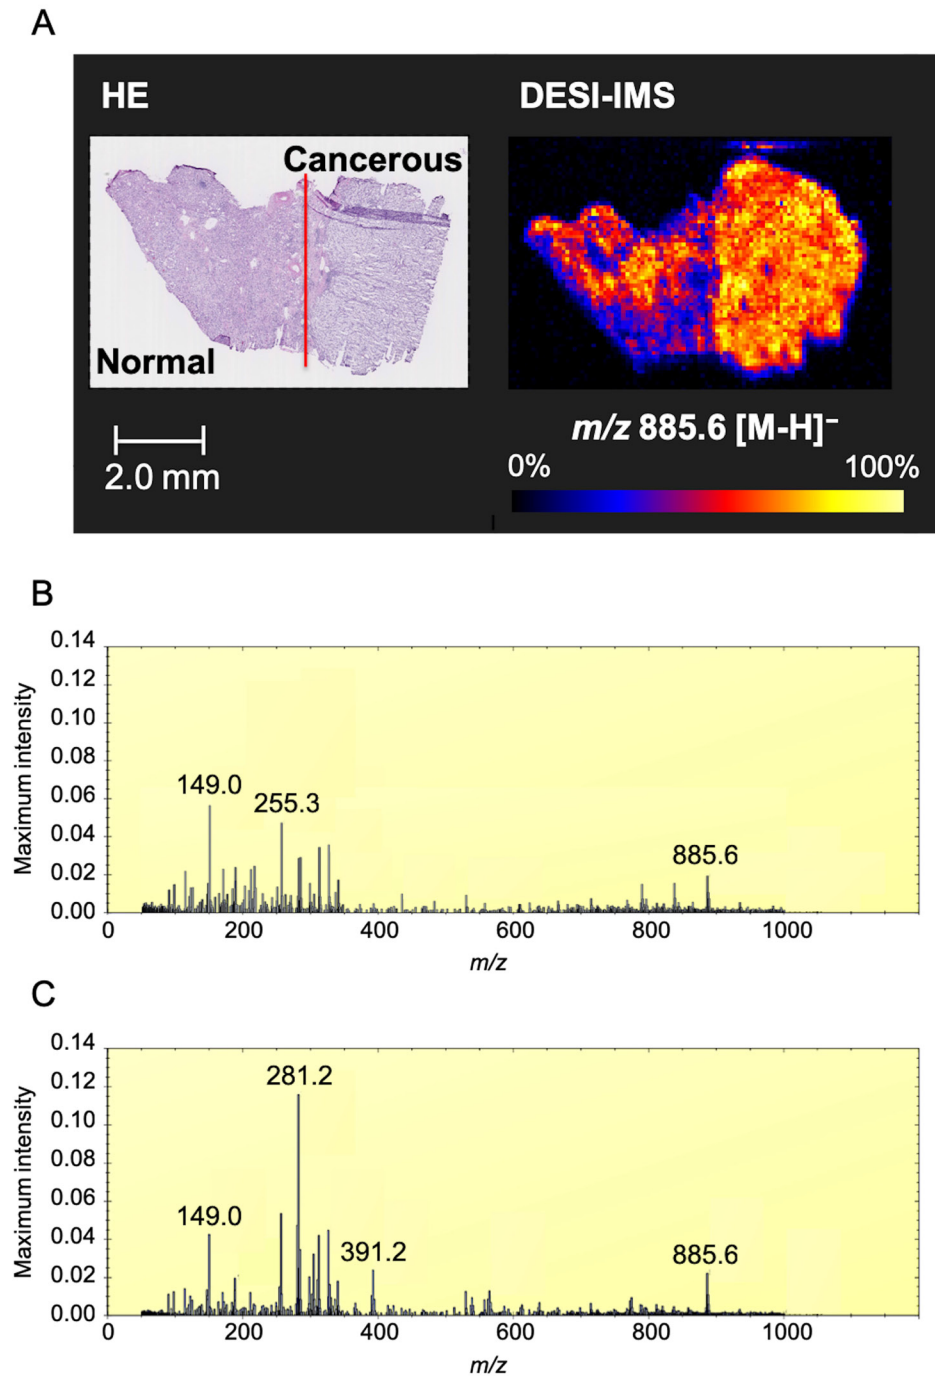 A
HE
DESI-IMS
Cancerous
Normal
2.0 mm
m/z 885.6 [M-H]⁻
0% 100%
B
0.14
0.12
0.10
0.08
0.06
0.04
0.02
0.00
Maximum intensity
149.0
255.3
885.6
0 200 400 600 800 1000
m/z
C
0.14
0.12
0.10
0.08
0.06
0.04
0.02
0.00
Maximum intensity
281.2
149.0
391.2
885.6
0 200 400 600 800 1000
m/z